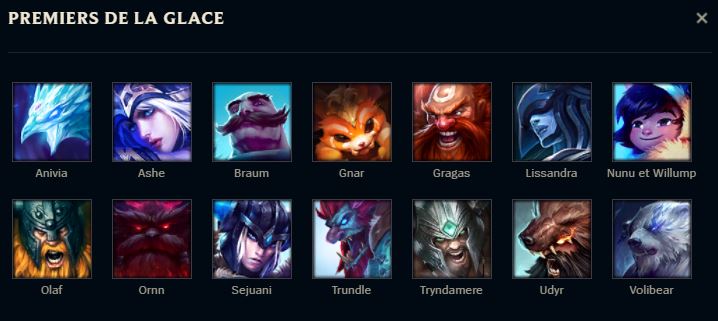 PREMIERS DE LA GLACE
Anivia Ashe Braum Gnar Gragas Lissandra Nunu et Willump
Olaf Ornn Sejuani Trundle Tryndamere Udyr Volibear